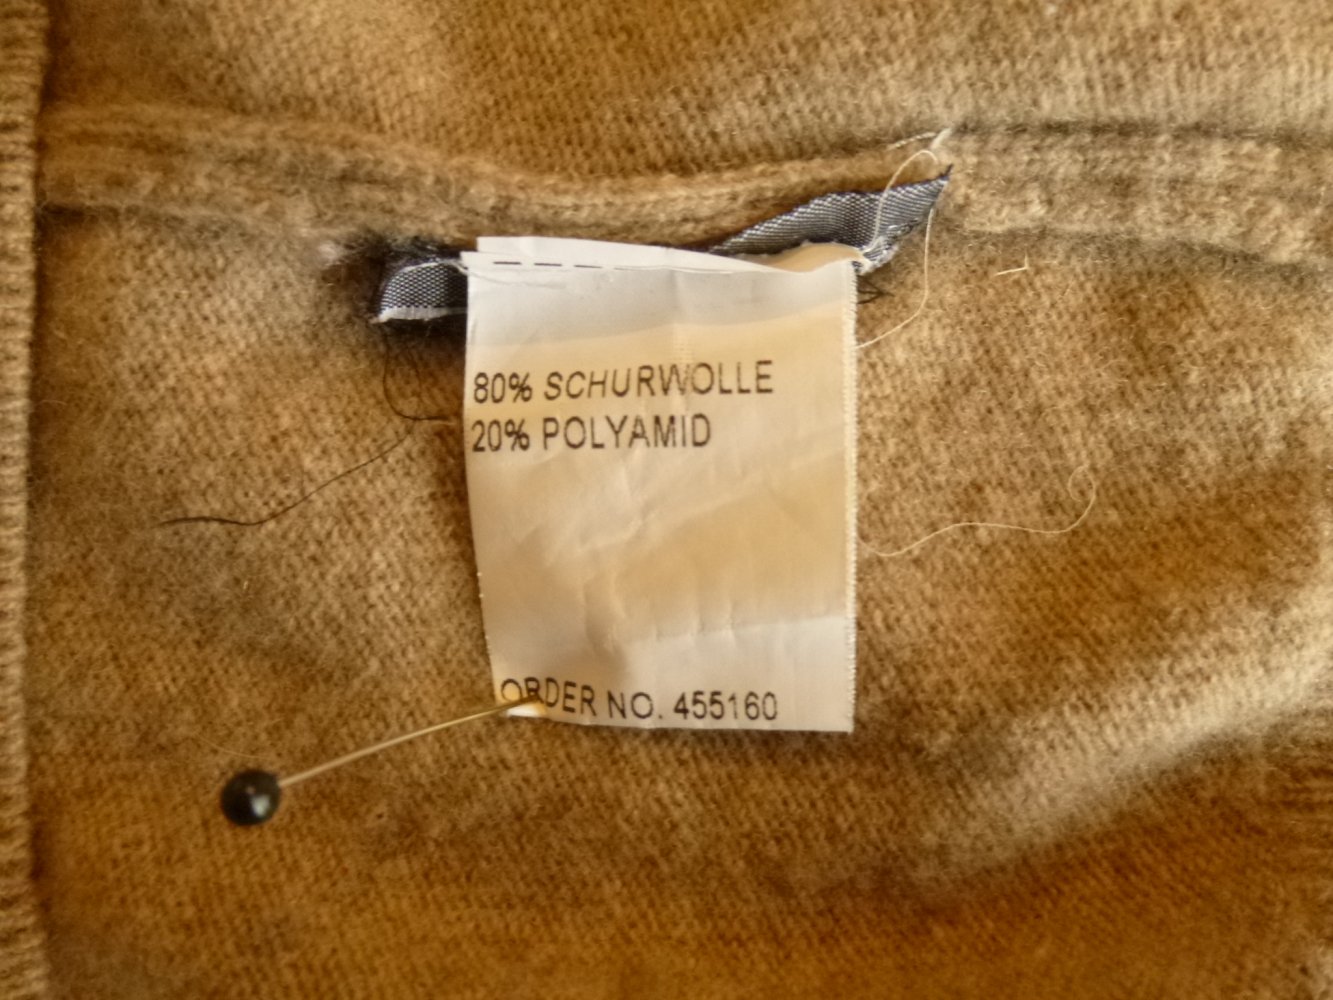 80% SCHURWOLLE
20% POLYAMID
ORDER NO. 455160